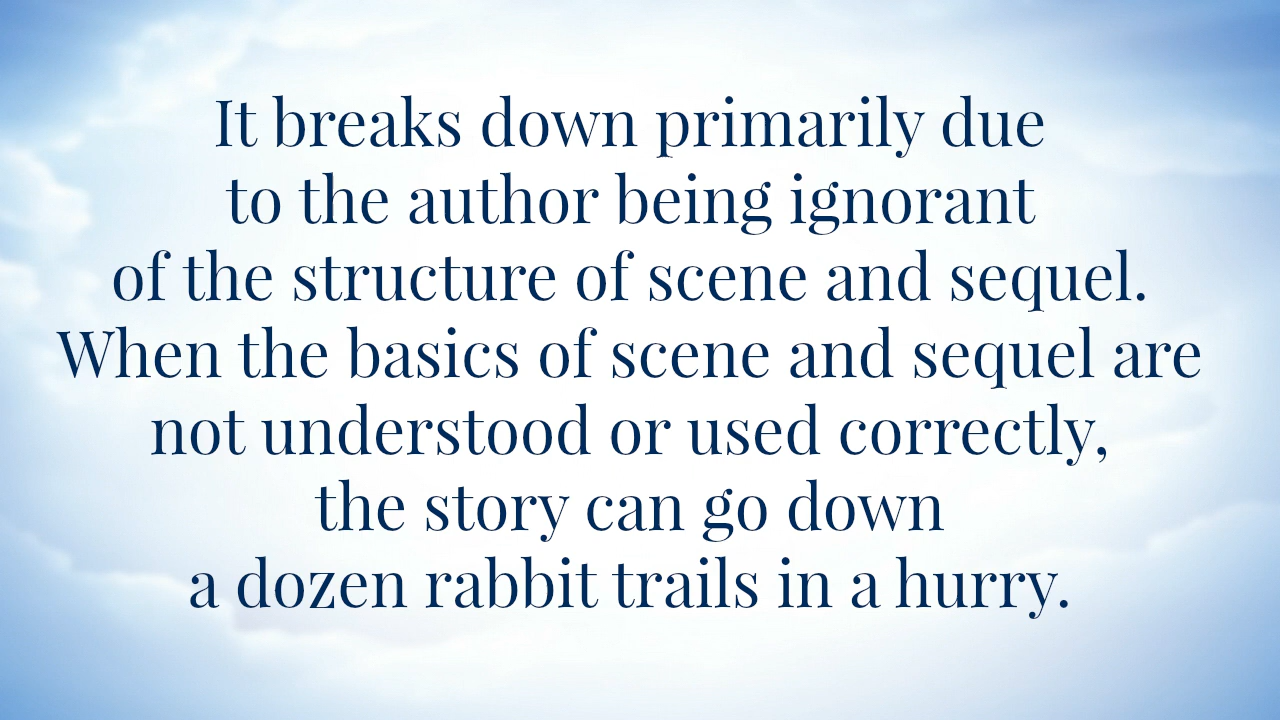 It breaks down primarily due
to the author being ignorant
of the structure of scene and sequel.
When the basics of scene and sequel are
not understood or used correctly,
the story can go down
a dozen rabbit trails in a hurry.